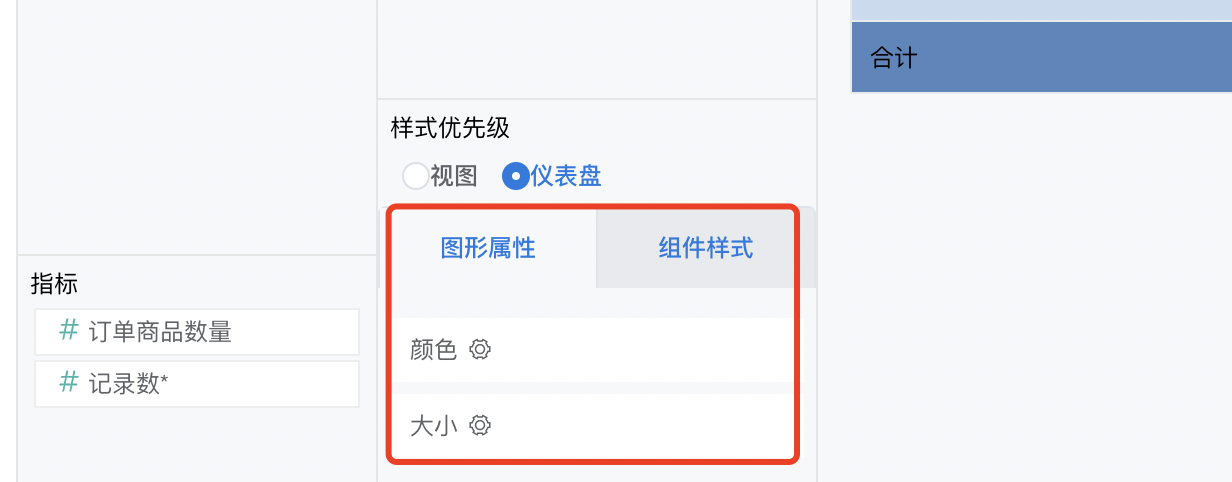 合计
样式优先级
视图 仪表盘
图形属性 组件样式
颜色
大小
指标
# 订单商品数量
# 记录数*